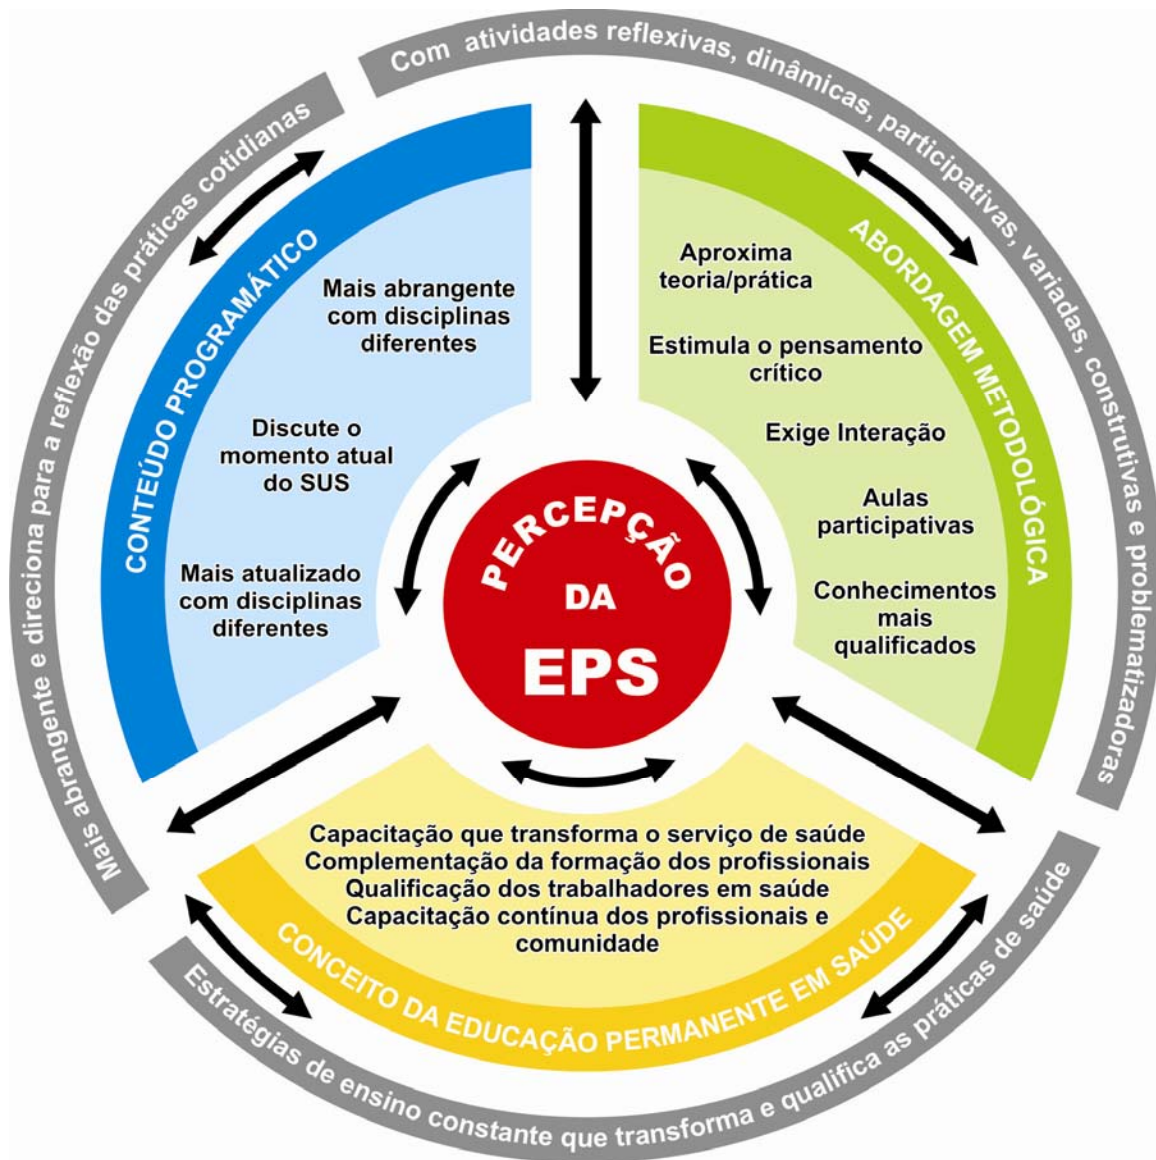 Com atividades reflexivas, dinâmicas, participativas, variadas, construtivas e problematizadoras
Mais abrangente e direciona para a reflexão das práticas cotidianas
CONTEÚDO PROGRAMÁTICO
Mais abrangente
com disciplinas
diferentes
Discute o
momento atual
do SUS
Mais atualizado
com disciplinas
diferentes
ABORDAGEM METODOLÓGICA
Aproxima
teoria/prática
Estimula o pensamento
crítico
Exige Interação
Aulas
participativas
Conhecimentos
mais
qualificados
PERCEPÇÃO
DA
EPS
Capacitação que transforma o serviço de saúde
Complementação da formação dos profissionais
Qualificação dos trabalhadores em saúde
Capacitação contínua dos profissionais e
comunidade
CONCEITO DA EDUCAÇÃO PERMANENTE EM SAÚDE
Estratégias de ensino constante que transforma e qualifica as práticas de saúde